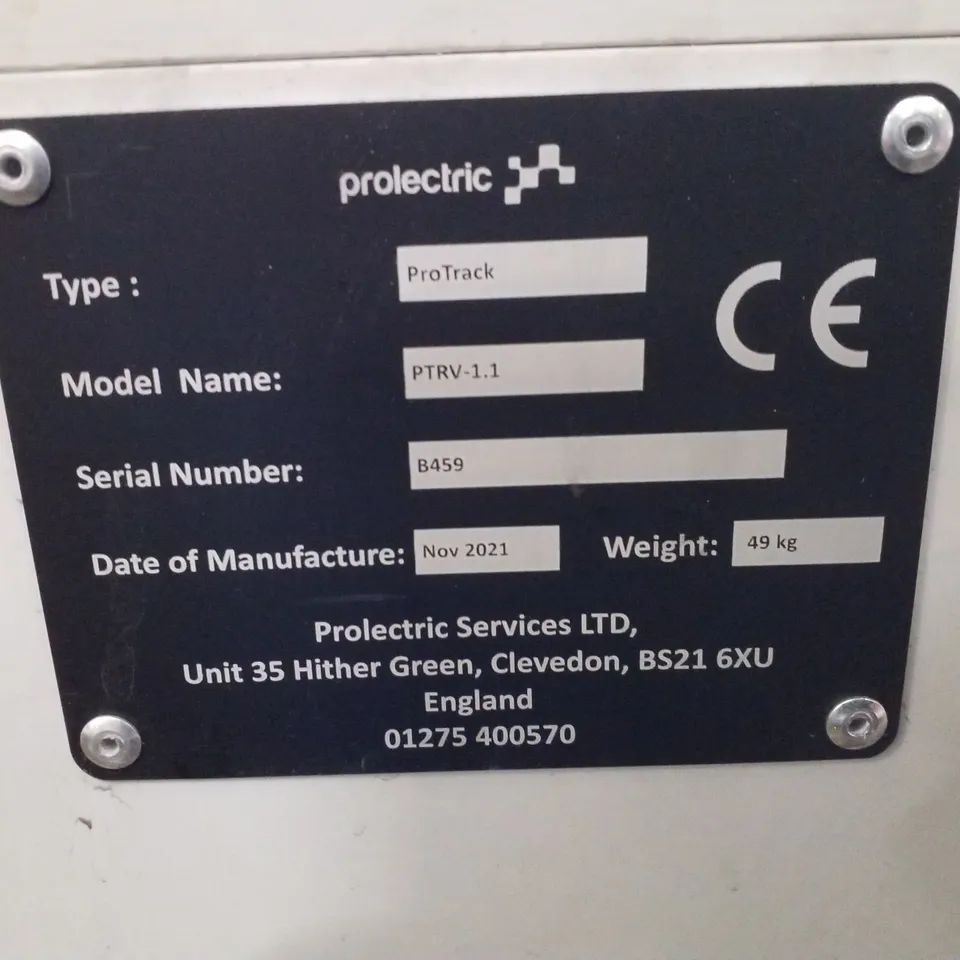 prolectric
Type : ProTrack
CE
Model Name: PTRV-1.1
Serial Number: B459
Date of Manufacture: Nov 2021 Weight: 49 kg
Prolectric Services LTD,
Unit 35 Hither Green, Clevedon, BS21 6XU
England
01275 400570